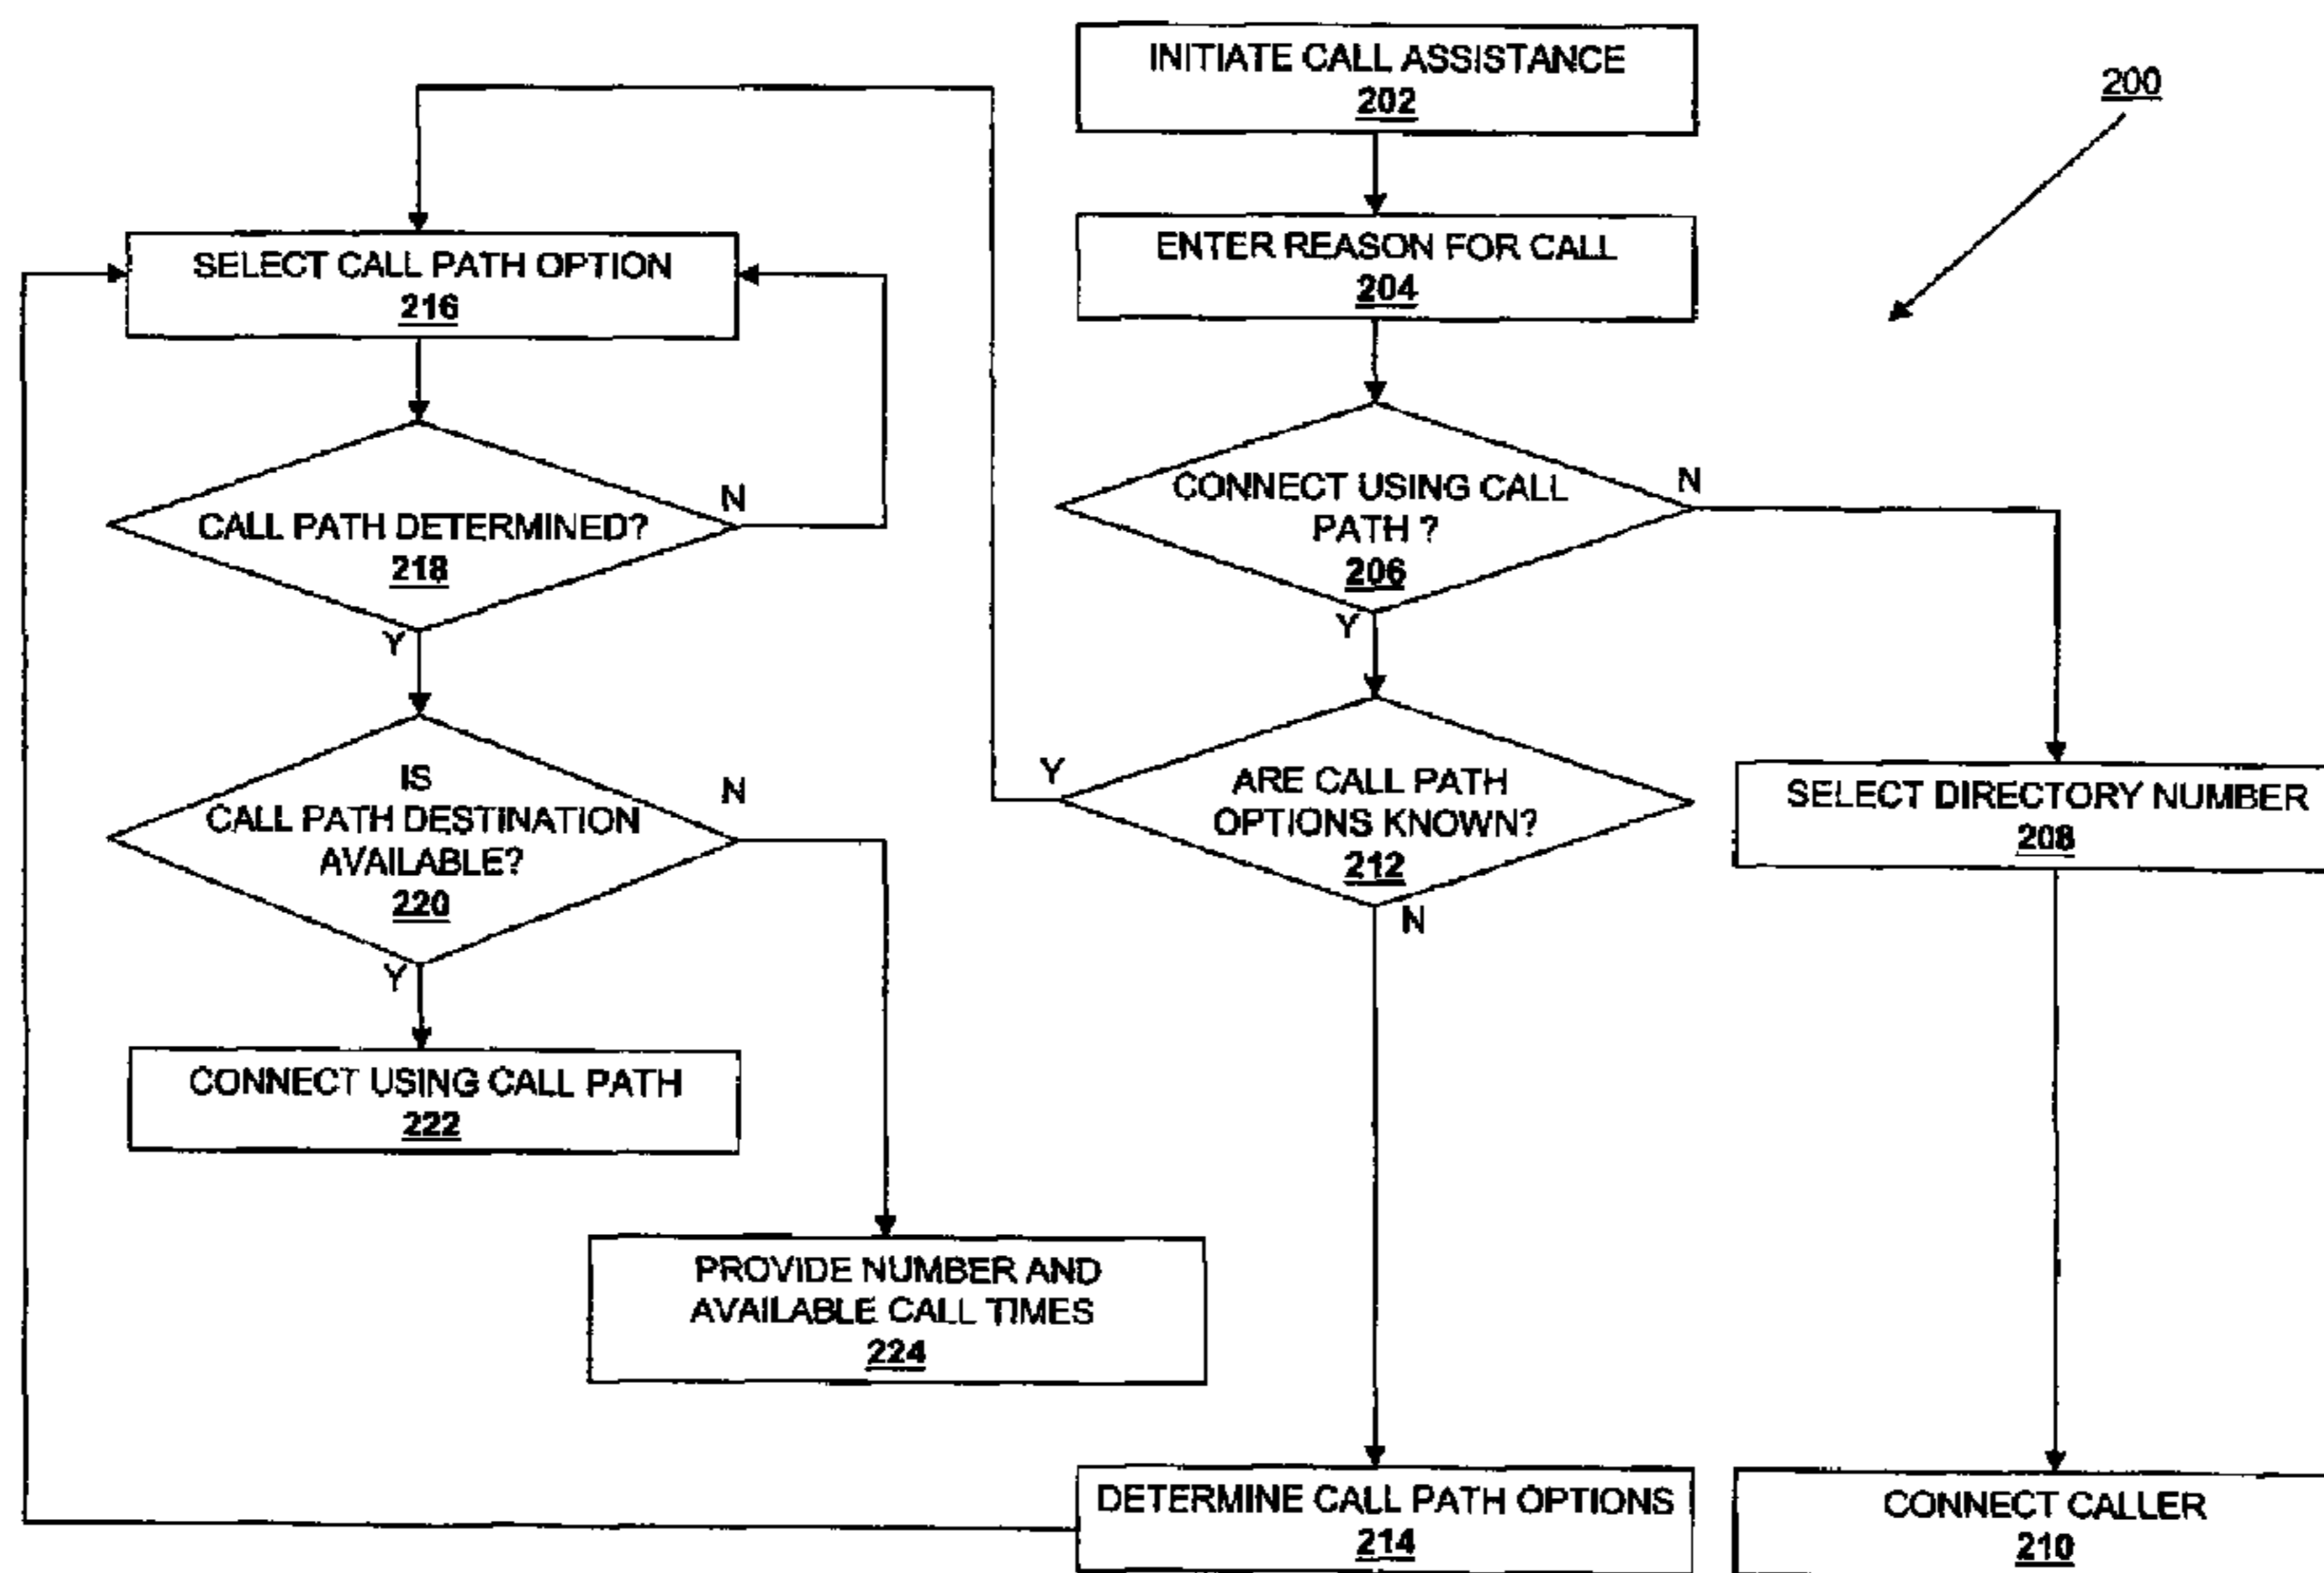 INITIATE CALL ASSISTANCE
202
200
ENTER REASON FOR CALL
204
SELECT CALL PATH OPTION
216
CONNECT USING CALL
PATH ?
206
N
Y
CALL PATH DETERMINED?
218
N
Y
ARE CALL PATH
OPTIONS KNOWN?
212
Y
N
SELECT DIRECTORY NUMBER
208
IS
CALL PATH DESTINATION
AVAILABLE?
220
N
Y
CONNECT USING CALL PATH
222
PROVIDE NUMBER AND
AVAILABLE CALL TIMES
224
DETERMINE CALL PATH OPTIONS
214
CONNECT CALLER
210